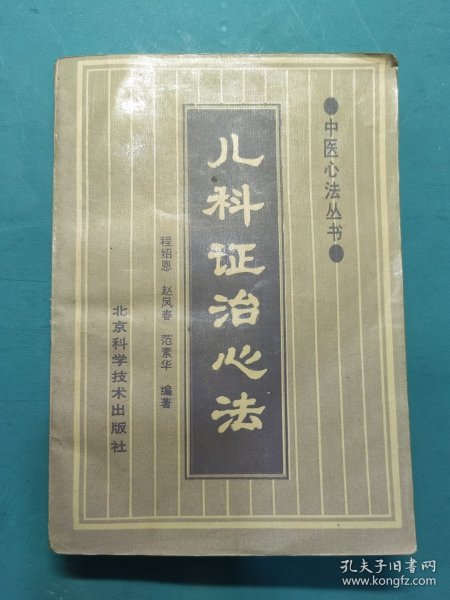 ●中医心法丛书●
儿科证治心法
程绍恩 赵凤春 范素华 编著
北京科学技术出版社
孔夫子旧书网
www.kongfz.com